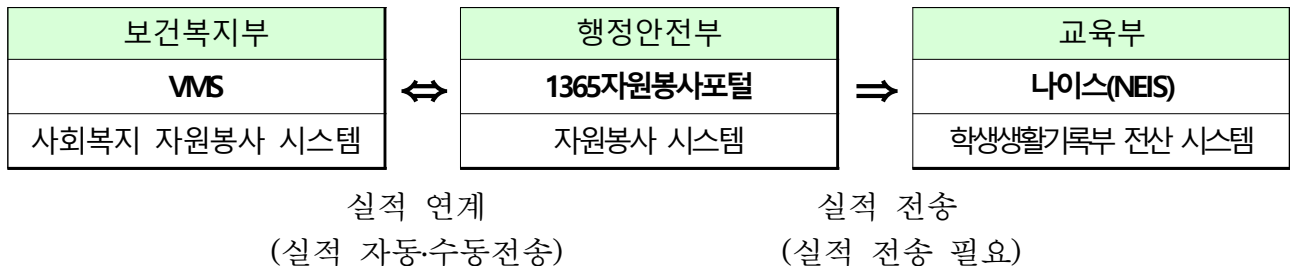 보건복지부 행정안전부 교육부
VMS ⇔ 1365자원봉사포털 ⇒ 나이스(NEIS)
사회복지 자원봉사 시스템 자원봉사 시스템 학생생활기록부 전산 시스템
실적 연계 실적 전송
(실적 자동·수동전송) (실적 전송 필요)